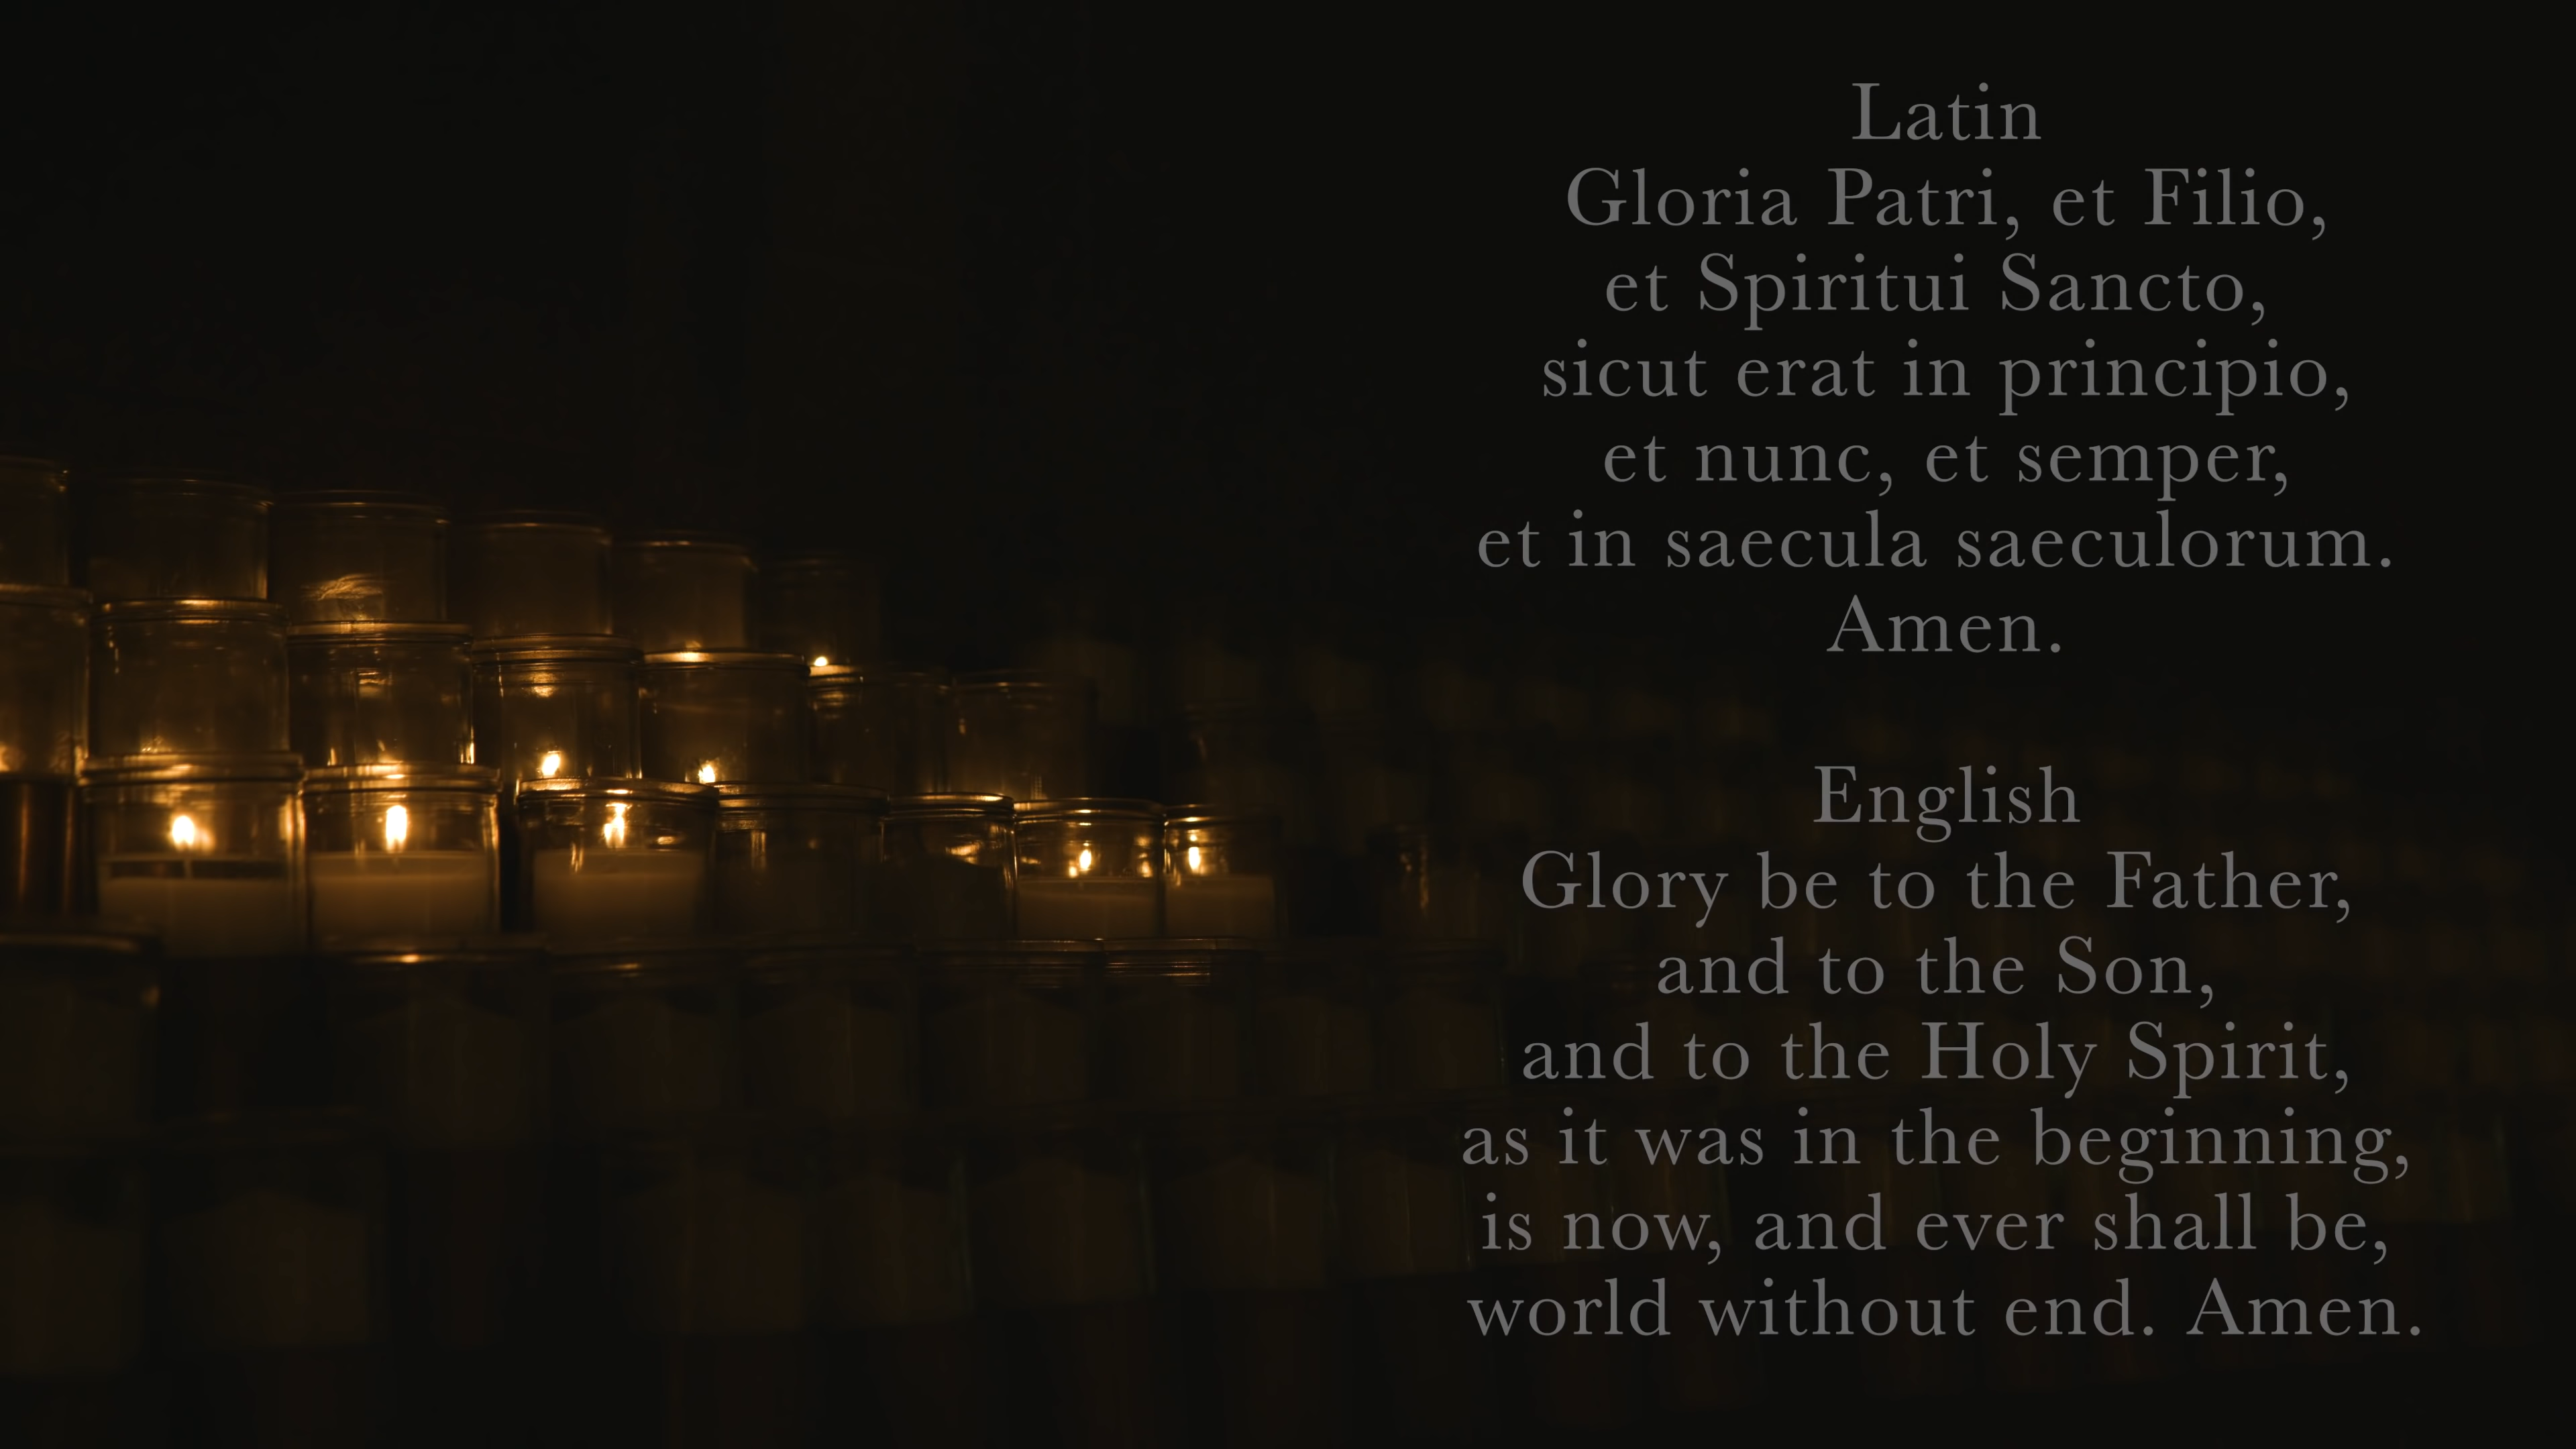 Latin
Gloria Patri, et Filio,
et Spiritui Sancto,
sicut erat in principio,
et nunc, et semper,
et in saecula saeculorum.
Amen.
English
Glory be to the Father,
and to the Son,
and to the Holy Spirit,
as it was in the beginning,
is now, and ever shall be,
world without end. Amen.